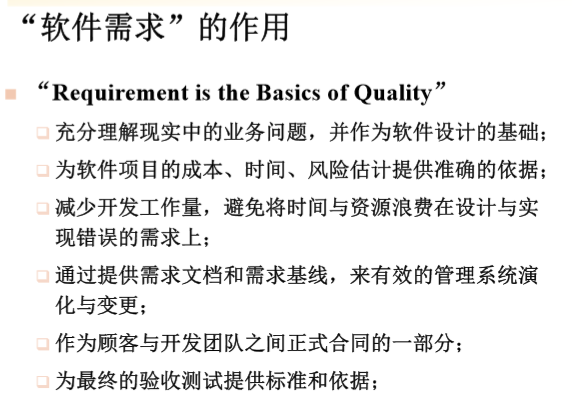 “软件需求”的作用
“Requirement is the Basics of Quality”
充分理解现实中的业务问题，并作为软件设计的基础；
为软件项目的成本、时间、风险估计提供准确的依据；
减少开发工作量，避免将时间与资源浪费在设计与实
现错误的需求上；
通过提供需求文档和需求基线，来有效的管理系统演
化与变更；
作为顾客与开发团队之间正式合同的一部分；
为最终的验收测试提供标准和依据；